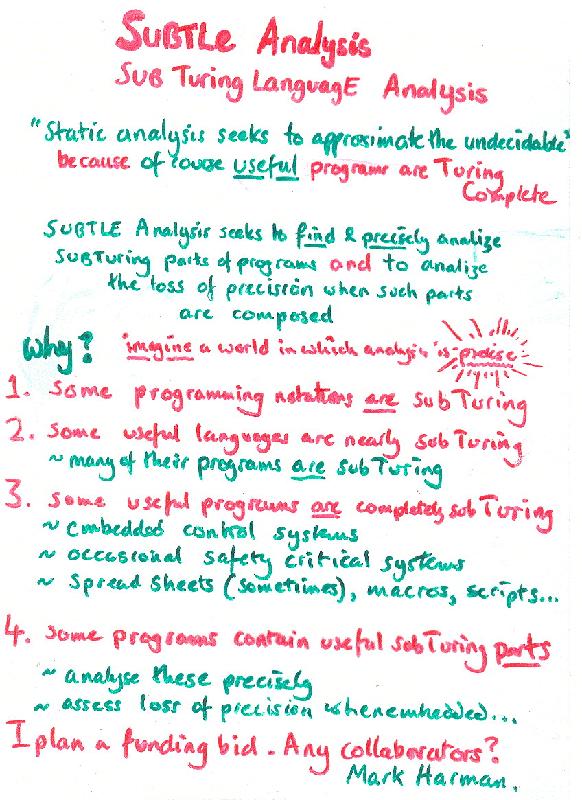 SUBTLe Analysis
SUB Turing LanguagE Analysis
"Static analysis seeks to approximate the undecidable"
because of course useful programs are Turing
Complete
SUBTLE Analysis seeks to find & precisely analize
SUBTuring parts of programs and to analize
the loss of precision when such parts
are composed
Why? imagine a world in which analysis is precise
1. Some programming notations are subTuring
2. Some useful languages are nearly subTuring
~ many of their programs are subTuring
3. Some useful programs are completely subTuring
~ embedded control systems
~ occasional safety critical systems
~ Spread Sheets (sometimes), macros, scripts...
4. Some programs contain useful subTuring parts
~ analyse these precisely
~ assess loss of precision when embedded...
I plan a funding bid. Any collaborators?
Mark Harman.